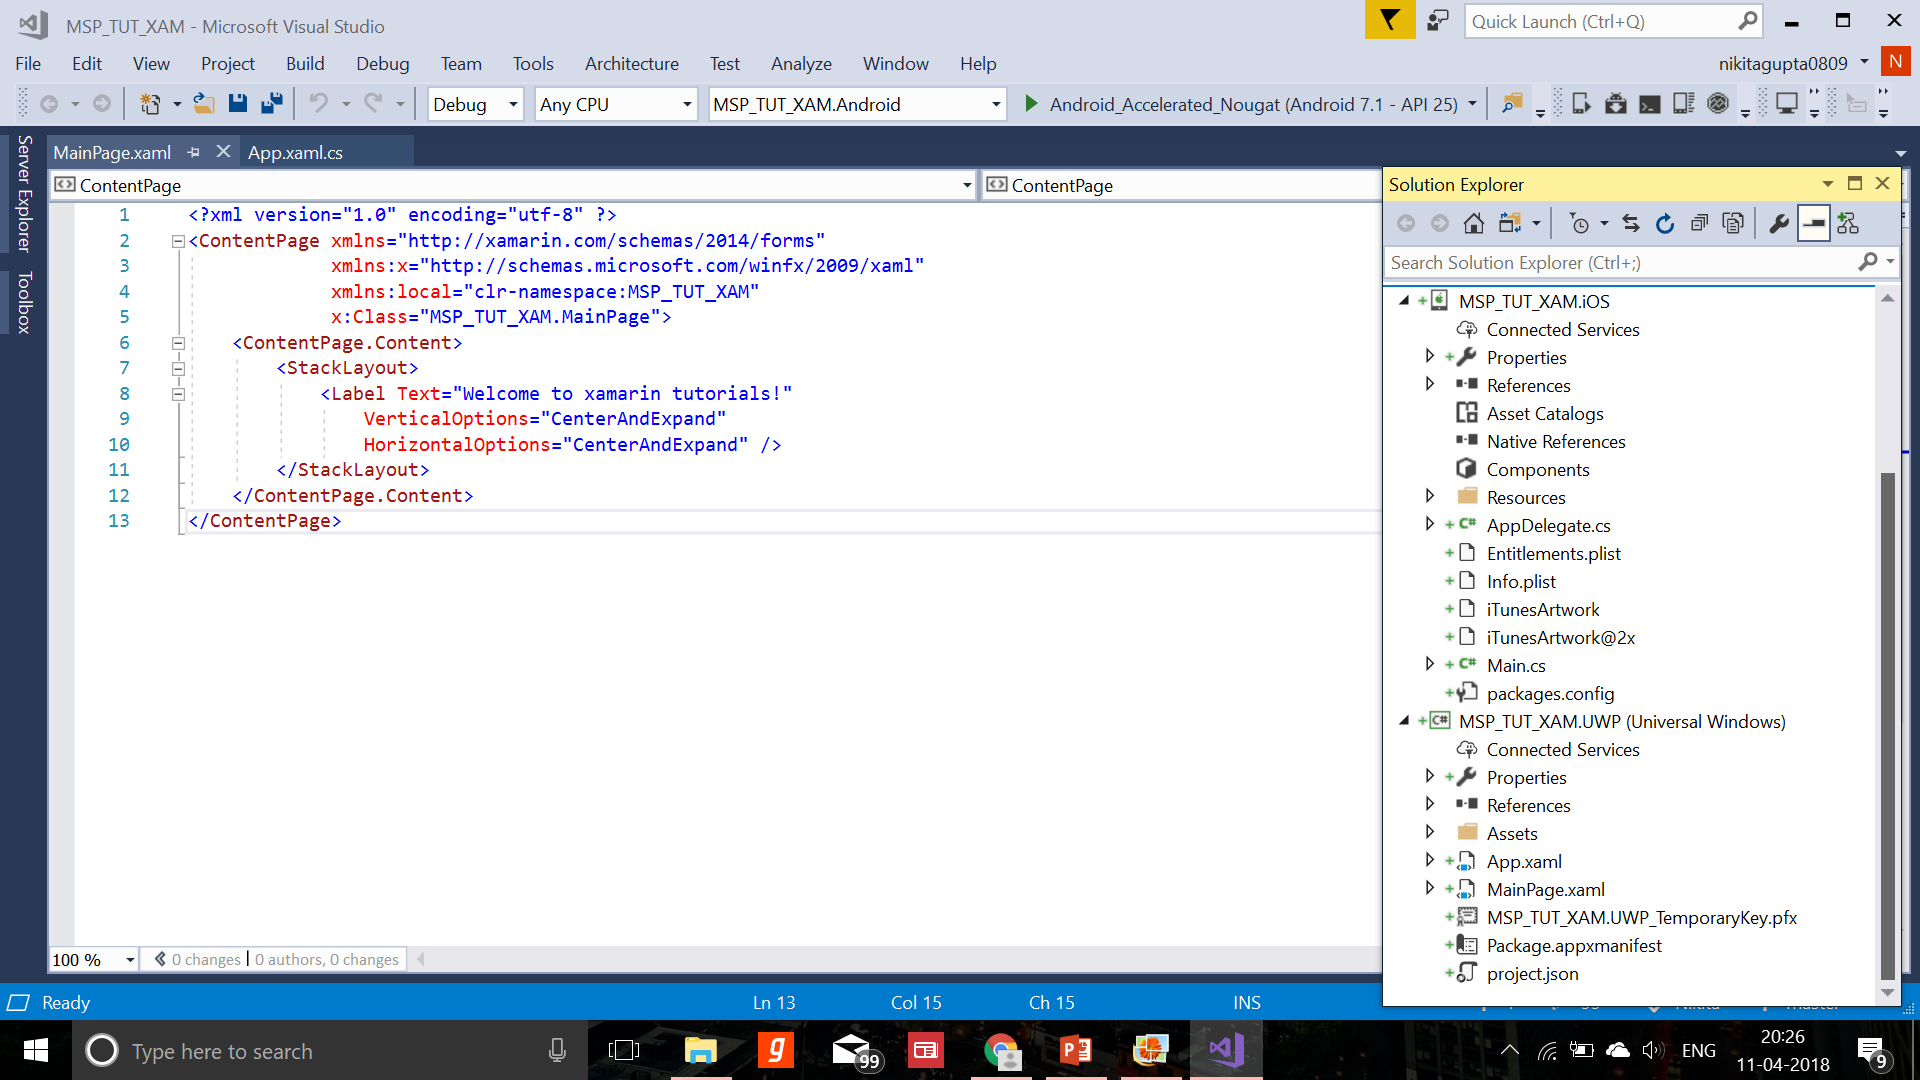 MSP_TUT_XAM - Microsoft Visual Studio
Quick Launch (Ctrl+Q)
File Edit View Project Build Debug Team Tools Architecture Test Analyze Window Help
nikitagupta0809 N
Debug Any CPU MSP_TUT_XAM.Android Android_Accelerated_Nougat (Android 7.1 - API 25)
Server Explorer
Toolbox
MainPage.xaml App.xaml.cs
ContentPage ContentPage
1 <?xml version="1.0" encoding="utf-8" ?>
2 <ContentPage xmlns="http://xamarin.com/schemas/2014/forms"
3 xmlns:x="http://schemas.microsoft.com/winfx/2009/xaml"
4 xmlns:local="clr-namespace:MSP_TUT_XAM"
5 x:Class="MSP_TUT_XAM.MainPage">
6 <ContentPage.Content>
7 <StackLayout>
8 <Label Text="Welcome to xamarin tutorials!"
9 VerticalOptions="CenterAndExpand"
10 HorizontalOptions="CenterAndExpand" />
11 </StackLayout>
12 </ContentPage.Content>
13 </ContentPage>
Solution Explorer
Search Solution Explorer (Ctrl+;)
MSP_TUT_XAM.iOS
Connected Services
Properties
References
Asset Catalogs
Native References
Components
Resources
C# AppDelegate.cs
Entitlements.plist
Info.plist
iTunesArtwork
iTunesArtwork@2x
C# Main.cs
packages.config
C# MSP_TUT_XAM.UWP (Universal Windows)
Connected Services
Properties
References
Assets
App.xaml
MainPage.xaml
MSP_TUT_XAM.UWP_TemporaryKey.pfx
Package.appxmanifest
project.json
100 % 0 changes | 0 authors, 0 changes
Ready Ln 13 Col 15 Ch 15 INS
Type here to search
g
99
ENG
20:26
11-04-2018
9